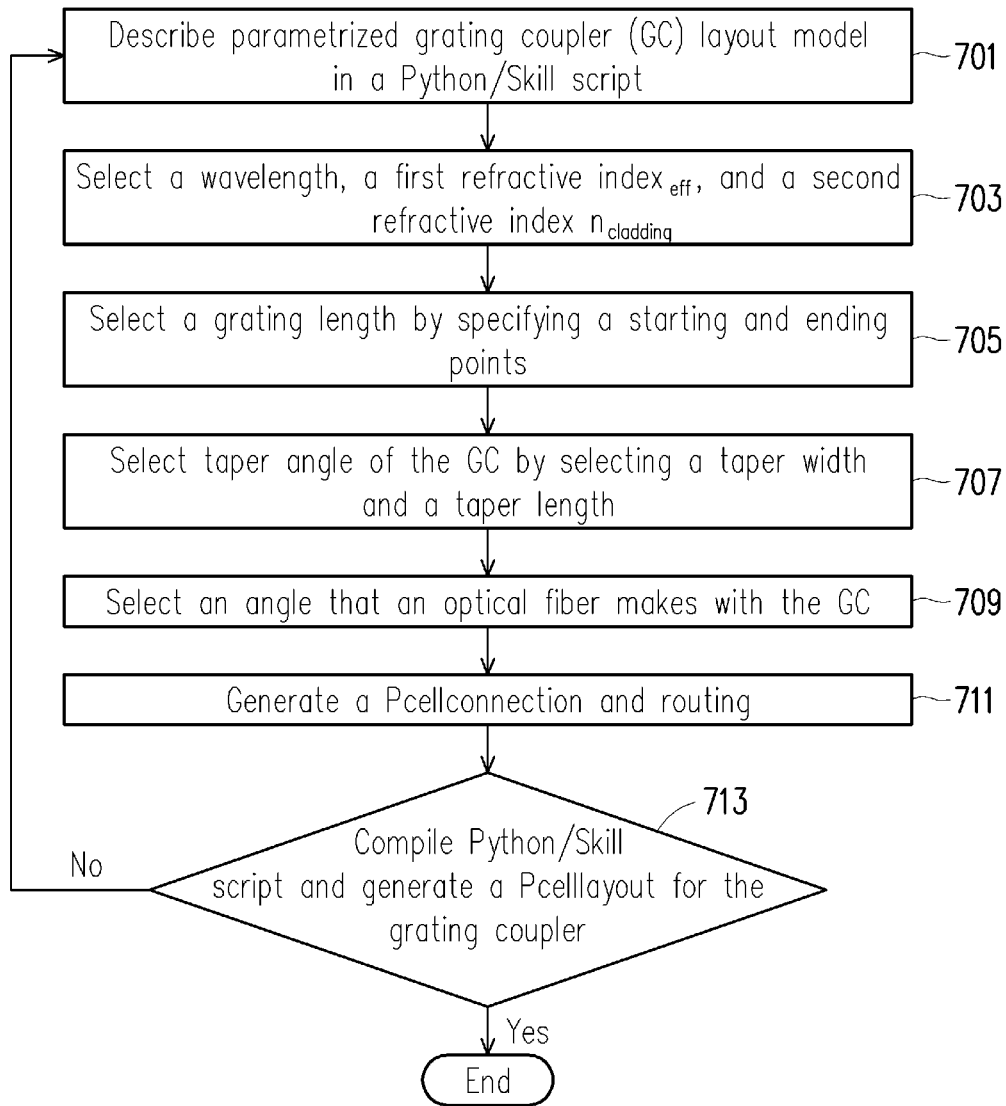 Describe parametrized grating coupler (GC) layout model
in a Python/Skill script
701
Select a wavelength, a first refractive index eff, and a second
refractive index n cladding
703
Select a grating length by specifying a starting and ending
points
705
Select taper angle of the GC by selecting a taper width
and a taper length
707
Select an angle that an optical fiber makes with the GC
709
Generate a Pcellconnection and routing
711
713
Compile Python/Skill
script and generate a Pcelllayout for the
grating coupler
No
Yes
End